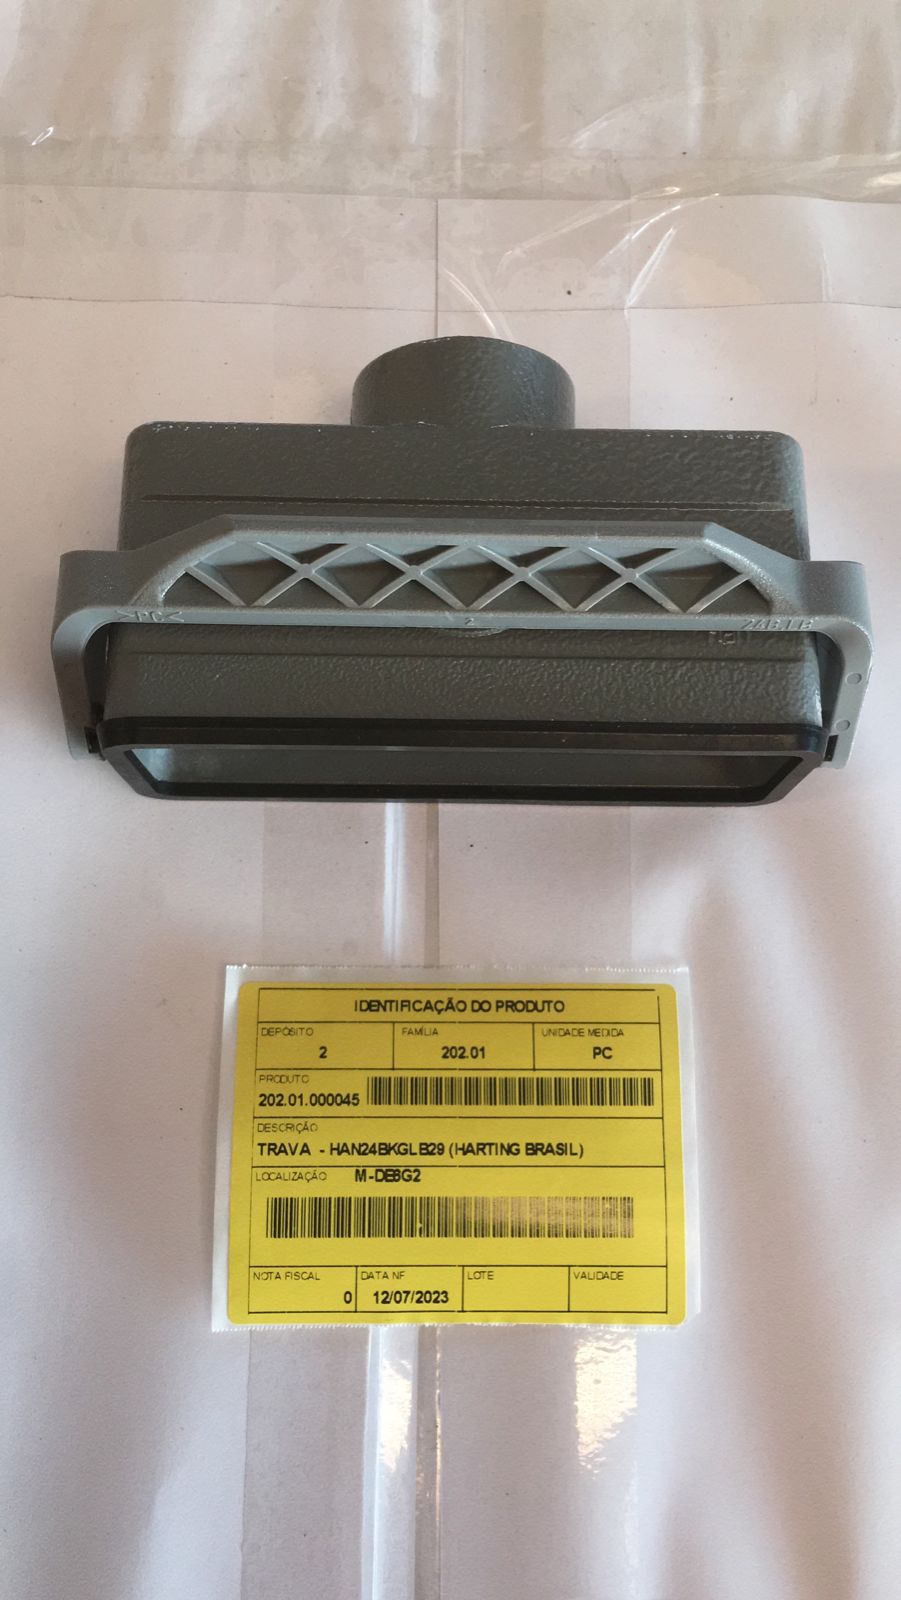 >PC<
2
IDENTIFICAÇÃO DO PRODUTO
DEPÓSITO FAMÍLIA UNIDADE MEDIDA
2 202.01 PC
PRODUTO
202.01.000045
DESCRIÇÃO
TRAVA - HAN24BKGLB29 (HARTING BRASIL)
LOCALIZAÇÃO M-DE6G2
NOTA FISCAL DATA NF LOTE VALIDADE
0 12/07/2023